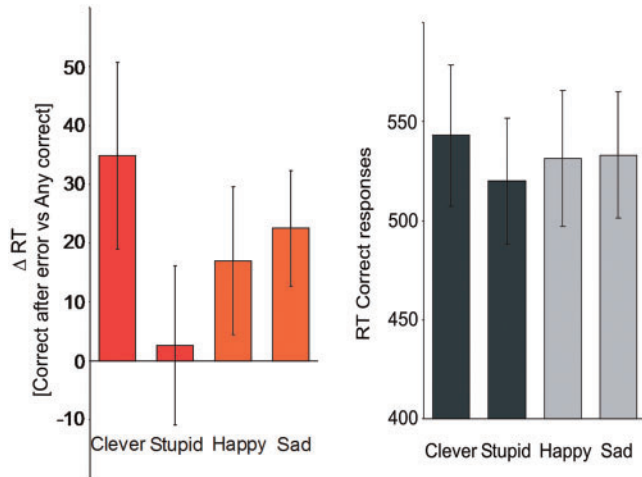 Δ RT
[Correct after error vs Any correct]
50
40
30
20
10
0
-10
Clever Stupid Happy Sad
RT Correct responses
550
500
450
400
Clever Stupid Happy Sad